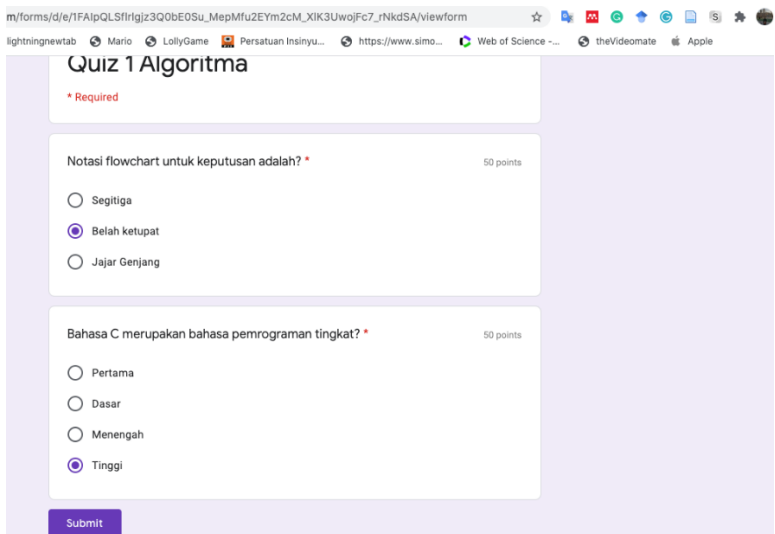 m/forms/d/e/1FAIpQLSflrlgjz3Q0bE0Su_MepMfu2EYm2cM_XlK3UwojFc7_rNkdSA/viewform
lightningnewtab Mario LollyGame Persatuan Insinyu... https://www.simo... Web of Science -... theVideomate Apple
Quiz 1 Algoritma
* Required
Notasi flowchart untuk keputusan adalah? * 50 points
Segitiga
Belah ketupat
Jajar Genjang
Bahasa C merupakan bahasa pemrograman tingkat? * 50 points
Pertama
Dasar
Menengah
Tinggi
Submit